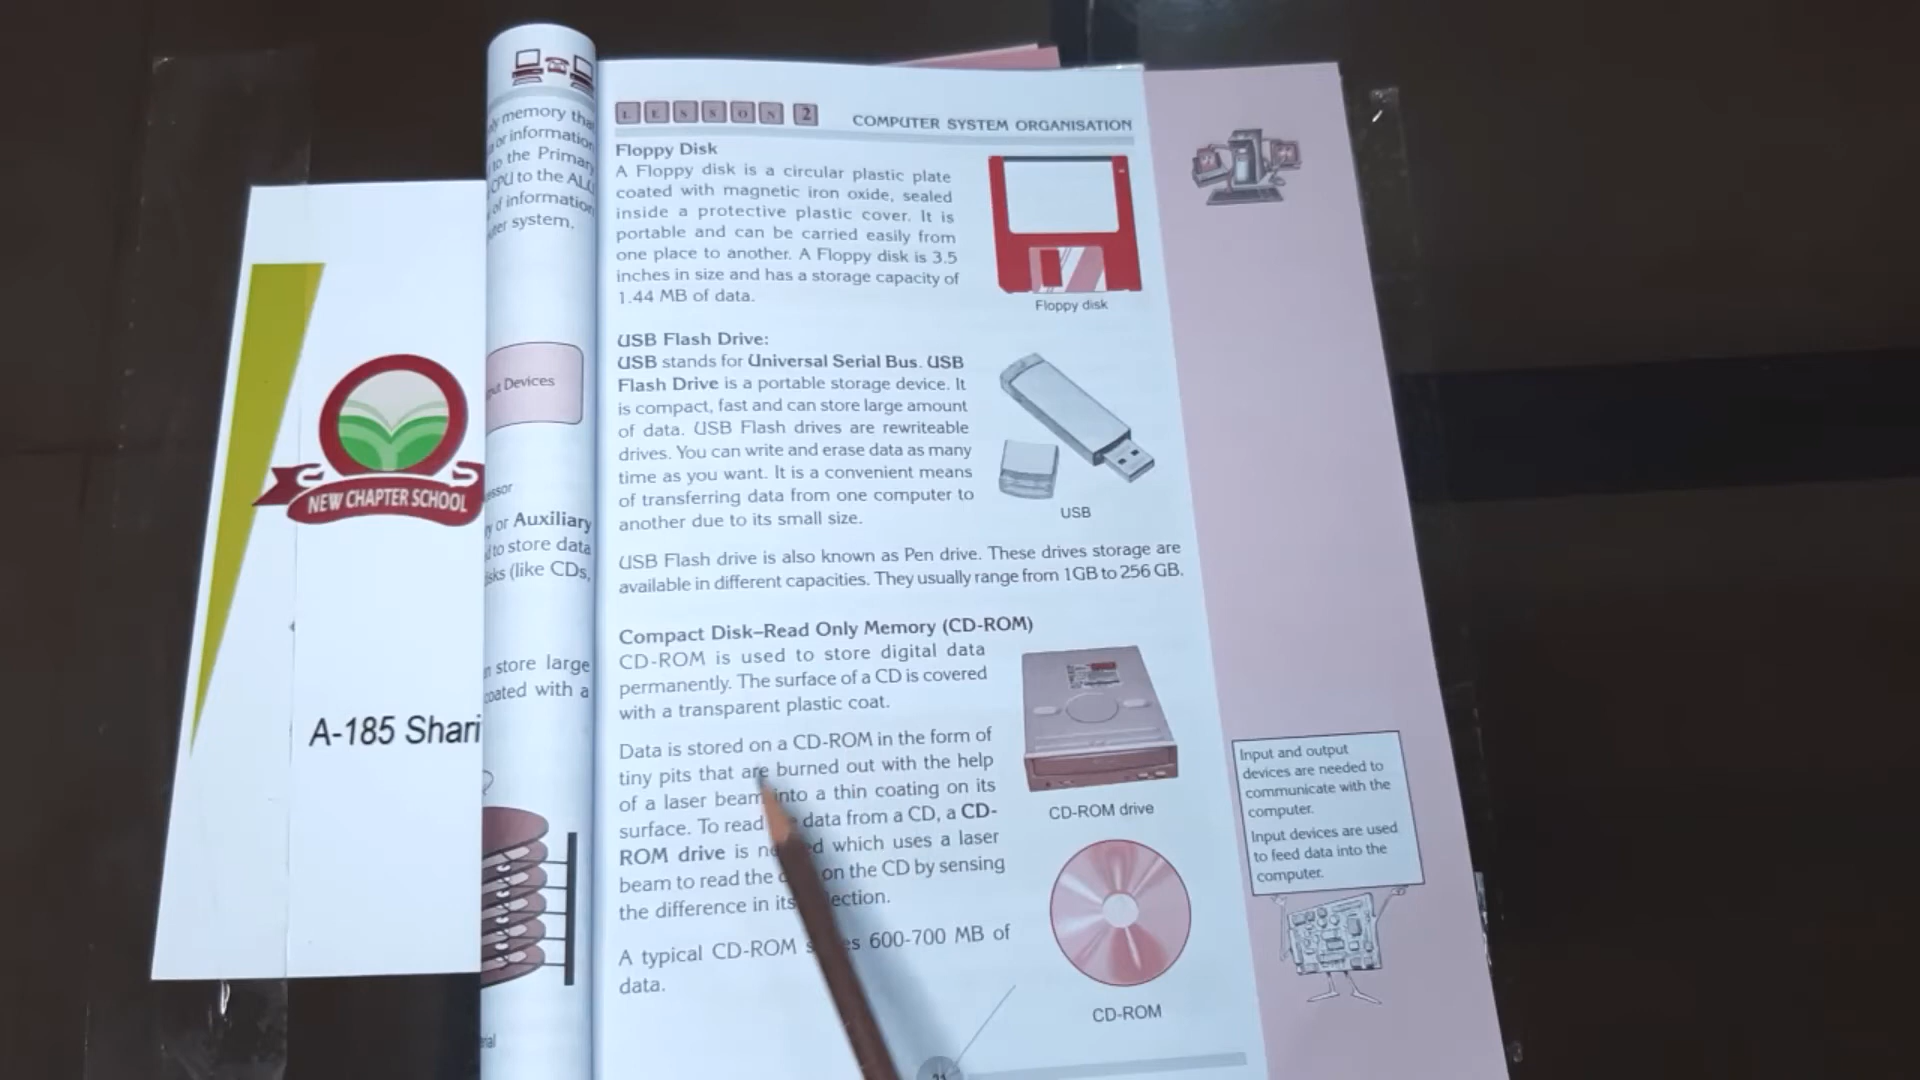 LESSON 2
COMPUTER SYSTEM ORGANISATION
Floppy Disk
A Floppy disk is a circular plastic plate
coated with magnetic iron oxide, sealed
inside a protective plastic cover. It is
portable and can be carried easily from
one place to another. A Floppy disk is 3.5
inches in size and has a storage capacity of
1.44 MB of data.
Floppy disk
USB Flash Drive:
USB stands for Universal Serial Bus. USB
Flash Drive is a portable storage device. It
is compact, fast and can store large amount
of data. USB Flash drives are rewriteable
drives. You can write and erase data as many
time as you want. It is a convenient means
of transferring data from one computer to
another due to its small size.
USB
USB Flash drive is also known as Pen drive. These drives storage are
available in different capacities. They usually range from 1GB to 256 GB.
Compact Disk–Read Only Memory (CD-ROM)
CD-ROM is used to store digital data
permanently. The surface of a CD is covered
with a transparent plastic coat.
Data is stored on a CD-ROM in the form of
tiny pits that are burned out with the help
of a laser beam into a thin coating on its
surface. To read data from a CD, a CD-
ROM drive is which uses a laser
beam to read the on the CD by sensing
the difference in its
A typical CD-ROM 600-700 MB of
data.
CD-ROM drive
CD-ROM
Input and output
devices are needed to
communicate with the
computer.
Input devices are used
to feed data into the
computer.
21
memory
or information
to the Primary
CPU to the ALU
of information
system.
Devices
or Auxiliary
to store data
(like CDs,
store large
with a
NEW CHAPTER SCHOOL
A-185 Shari